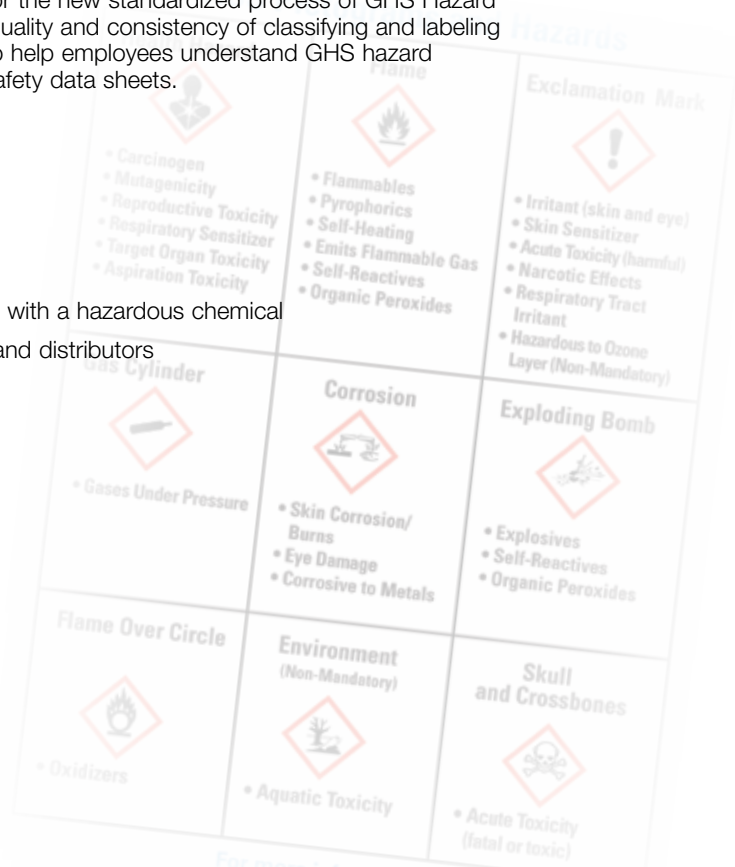 or the new standardized process of GHS Hazard
uality and consistency of classifying and labeling
o help employees understand GHS hazard
afety data sheets.
with a hazardous chemical
and distributors
Hazards
Flame
Exclamation Mark
• Carcinogen
• Mutagenicity
• Reproductive Toxicity
• Respiratory Sensitizer
• Target Organ Toxicity
• Aspiration Toxicity
• Flammables
• Pyrophorics
• Self-Heating
• Emits Flammable Gas
• Self-Reactives
• Organic Peroxides
• Irritant (skin and eye)
• Skin Sensitizer
• Acute Toxicity (harmful)
• Narcotic Effects
• Respiratory Tract
Irritant
• Hazardous to Ozone
Layer (Non-Mandatory)
Gas Cylinder
• Gases Under Pressure
Corrosion
• Skin Corrosion/
Burns
• Eye Damage
• Corrosive to Metals
Exploding Bomb
• Explosives
• Self-Reactives
• Organic Peroxides
Flame Over Circle
• Oxidizers
Environment
(Non-Mandatory)
• Aquatic Toxicity
Skull
and Crossbones
• Acute Toxicity
(fatal or toxic)
For more